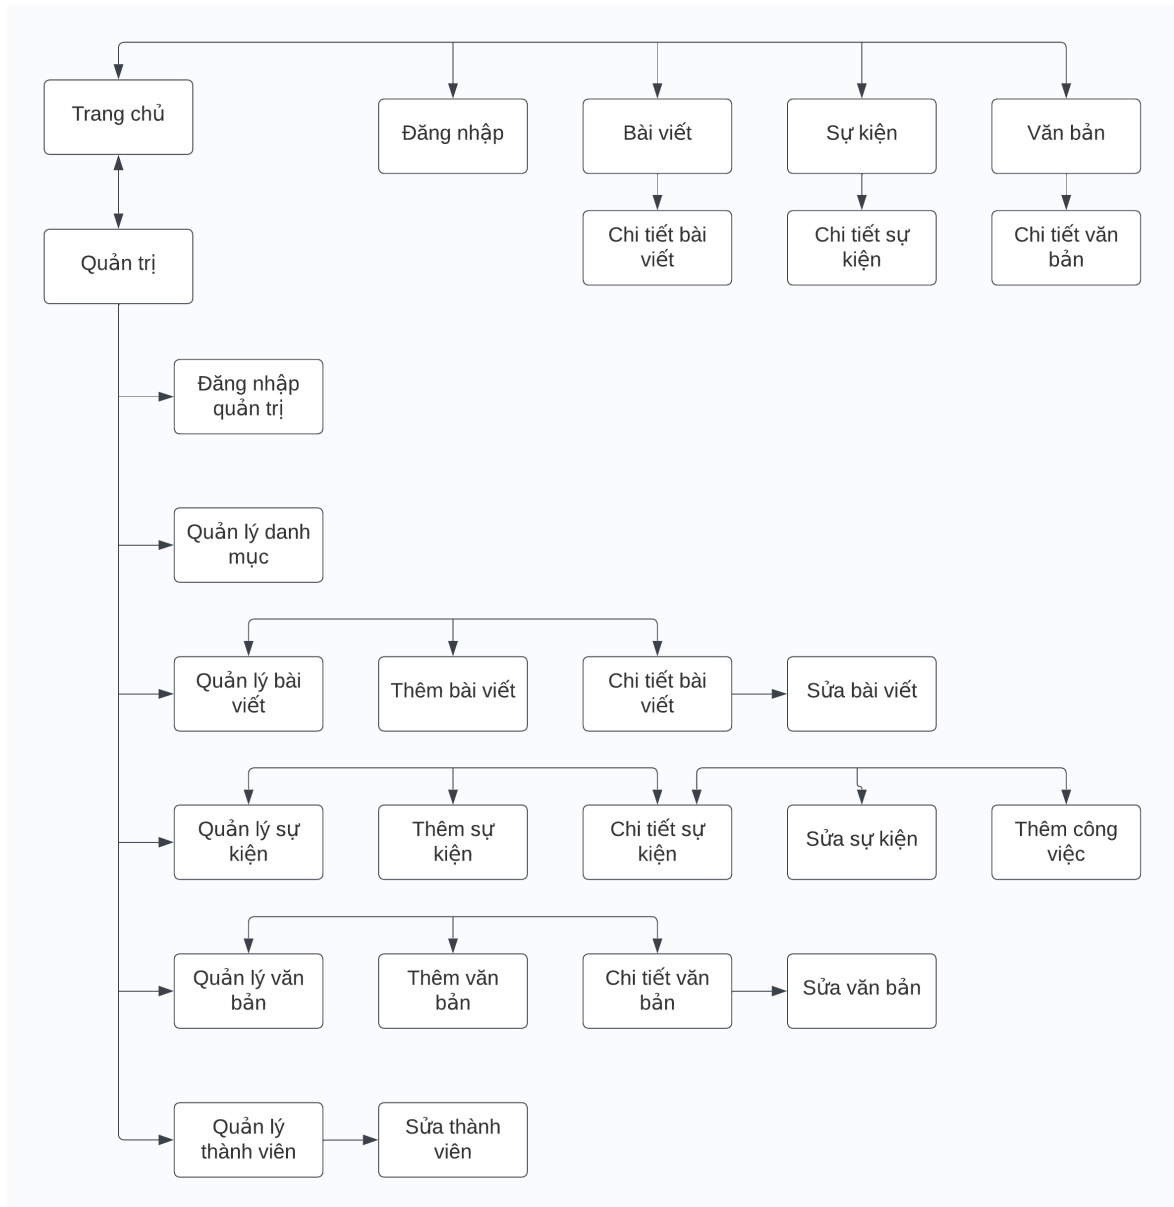 Trang chủ
Đăng nhập
Bài viết
Sự kiện
Văn bản
Chi tiết bài
viết
Chi tiết sự
kiện
Chi tiết văn
bản
Quản trị
Đăng nhập
quản trị
Quản lý danh
mục
Quản lý bài
viết
Thêm bài viết
Chi tiết bài
viết
Sửa bài viết
Quản lý sự
kiện
Thêm sự
kiện
Chi tiết sự
kiện
Sửa sự kiện
Thêm công
việc
Quản lý văn
bản
Thêm văn
bản
Chi tiết văn
bản
Sửa văn bản
Quản lý
thành viên
Sửa thành
viên